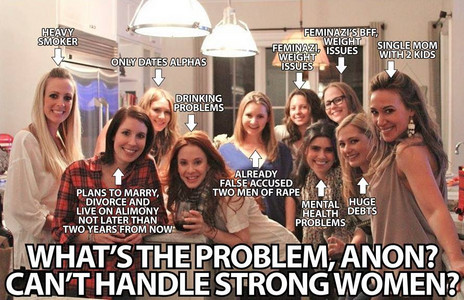 HEAVY
SMOKER
ONLY DATES ALPHAS
DRINKING
PROBLEMS
FEMINAZI,
WEIGHT
ISSUES
FEMINAZI'S BFF,
WEIGHT
ISSUES
SINGLE MOM
WITH 2 KIDS
PLANS TO MARRY,
DIVORCE AND
LIVE ON ALIMONY
NOT LATER THAN
TWO YEARS FROM NOW
ALREADY
FALSE ACCUSED
TWO MEN OF RAPE
MENTAL
HEALTH
PROBLEMS
HUGE
DEBTS
WHAT'S THE PROBLEM, ANON?
CAN'T HANDLE STRONG WOMEN?